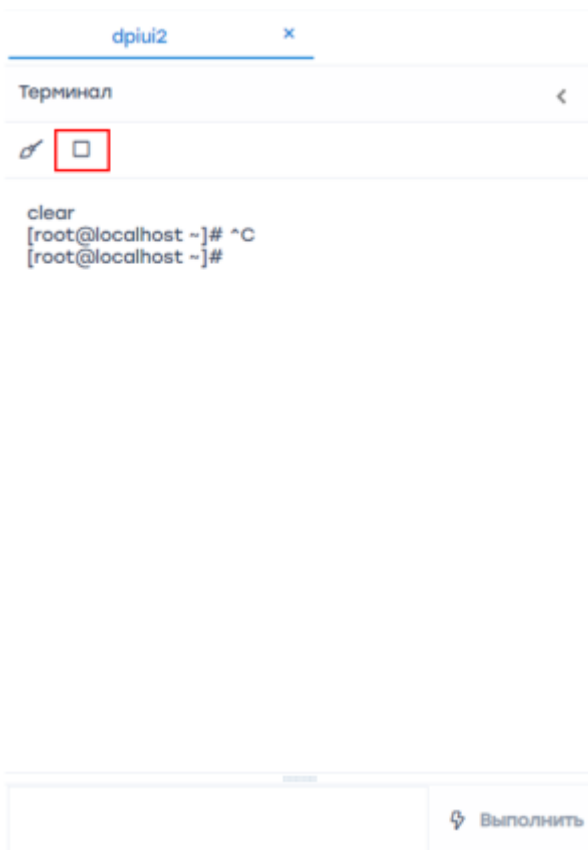 dpiui2 ×
Терминал
clear
[root@localhost ~]# ^C
[root@localhost ~]#
Выполнить